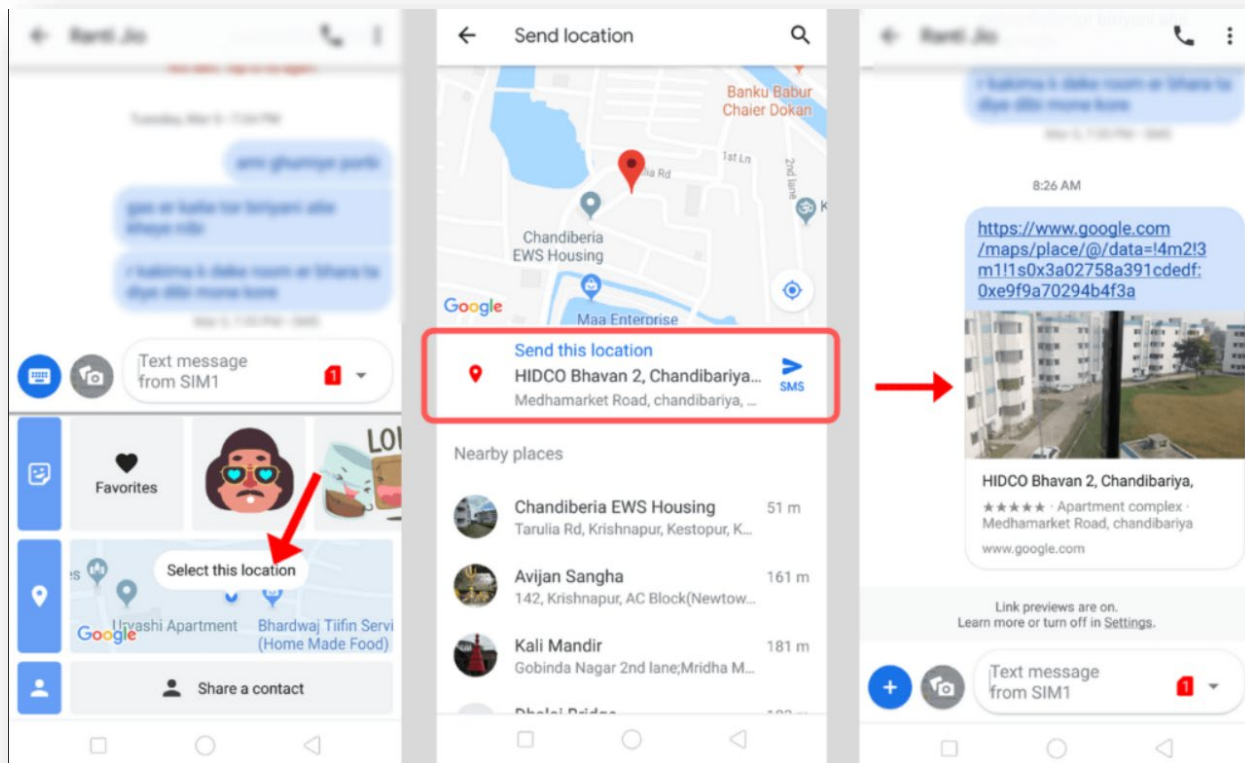 Text message
from SIM1
1
Favorites
LOL
Select this location
Google
Urvashi Apartment
Bhardwaj Tiifin Servi
(Home Made Food)
Share a contact
Send location
Banku Babur
Chaier Dokan
1st Ln
2nd lane
Chandiberia
EWS Housing
Google
Maa Enterprise
Send this location
HIDCO Bhavan 2, Chandibariya...
Medhamarket Road, chandibariya, ...
SMS
Nearby places
Chandiberia EWS Housing 51 m
Tarulia Rd, Krishnapur, Kestopur, K...
Avijan Sangha 161 m
142, Krishnapur, AC Block(Newtow...
Kali Mandir 181 m
Gobinda Nagar 2nd lane;Mridha M...
8:26 AM
https://www.google.com
/maps/place/@/data=!4m2!3
m1!1s0x3a02758a391cdedf:
0xe9f9a70294b4f3a
HIDCO Bhavan 2, Chandibariya,
★★★★★ · Apartment complex ·
Medhamarket Road, chandibariya
www.google.com
Link previews are on.
Learn more or turn off in Settings.
Text message
from SIM1
1